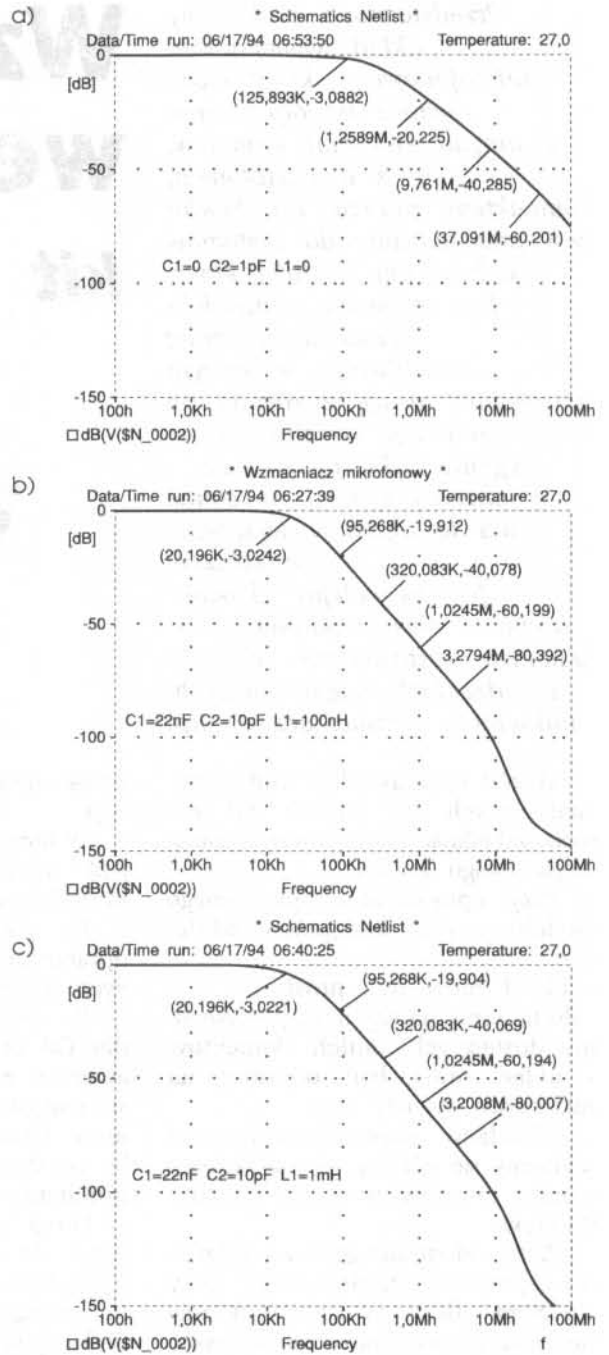 a)
* Schematics Netlist *
Data/Time run: 06/17/94 06:53:50 Temperature: 27,0
0
[dB]
(125,893K,-3,0882)
(1,2589M,-20,225)
-50
(9,761M,-40,285)
(37,091M,-60,201)
C1=0 C2=1pF L1=0
-100
-150
100h 1,0Kh 10Kh 100Kh 1,0Mh 10Mh 100Mh
□dB(V($N_0002)) Frequency
b)
* Wzmacniacz mikrofonowy *
Data/Time run: 06/17/94 06:27:39 Temperature: 27,0
0
[dB]
(95,268K,-19,912)
(20,196K,-3,0242)
(320,083K,-40,078)
(1,0245M,-60,199)
-50
3,2794M,-80,392)
C1=22nF C2=10pF L1=100nH
-100
-150
100h 1,0Kh 10Kh 100Kh 1,0Mh 10Mh 100Mh
□dB(V($N_0002)) Frequency
* Schematics Netlist *
c)
Data/Time run: 06/17/94 06:40:25 Temperature: 27,0
0
[dB]
(95,268K,-19,904)
(20,196K,-3,0221)
(320,083K,-40,069)
(1,0245M,-60,194)
-50
(3,2008M,-80,007)
C1=22nF C2=10pF L1=1mH
-100
-150
100h 1,0Kh 10Kh 100Kh 1,0Mh 10Mh 100Mh
□dB(V($N_0002)) Frequency f